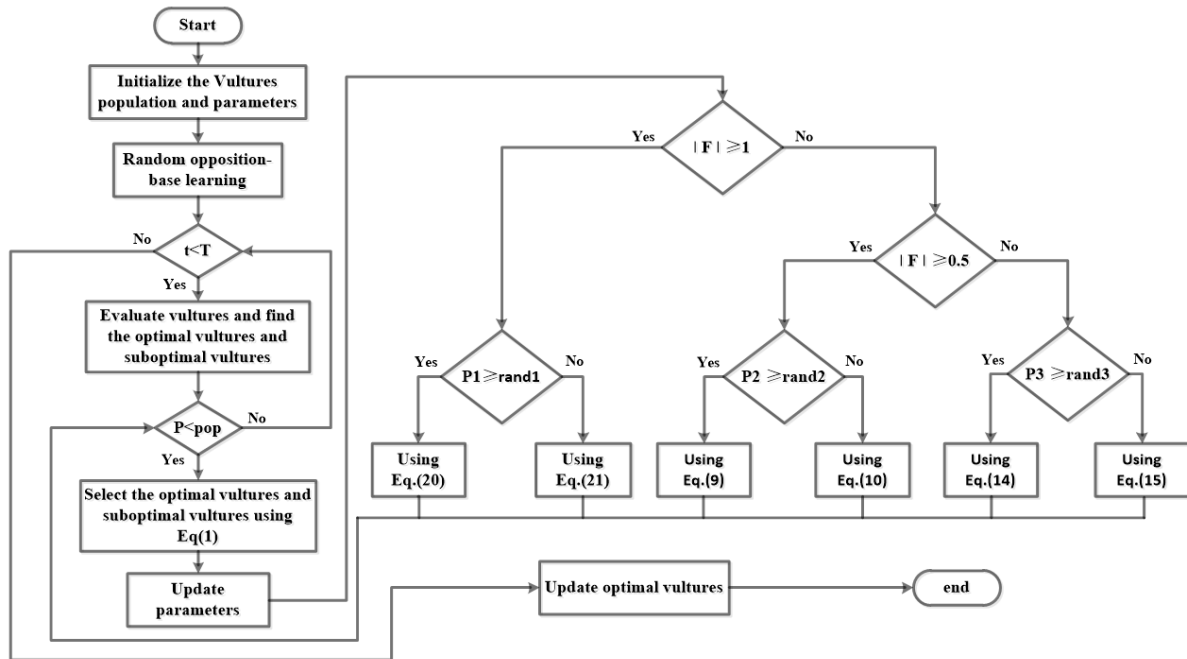 Start
Initialize the Vultures
population and parameters
Random opposition-
base learning
t<T
No
Yes
Evaluate vultures and find
the optimal vultures and
suboptimal vultures
P<pop
No
Yes
Select the optimal vultures and
suboptimal vultures using
Eq(1)
Update
parameters
| F | ≥1
Yes
No
| F | ≥0.5
Yes
No
P1≥rand1
Yes
No
P2 ≥rand2
Yes
No
P3 ≥rand3
Yes
No
Using
Eq.(20)
Using
Eq.(21)
Using
Eq.(9)
Using
Eq.(10)
Using
Eq.(14)
Using
Eq.(15)
Update optimal vultures
end